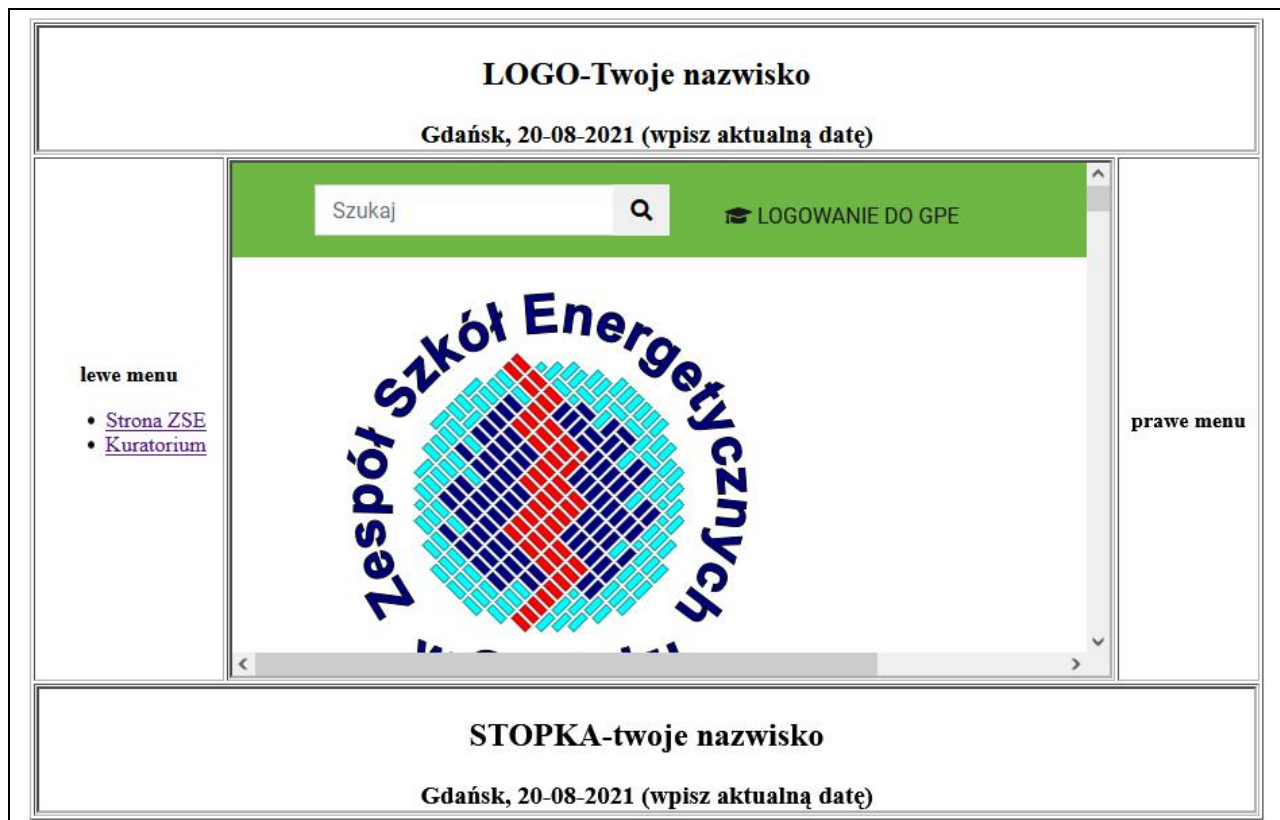 LOGO-Twoje nazwisko
Gdańsk, 20-08-2021 (wpisz aktualną datę)
lewe menu
• Strona ZSE
• Kuratorium
Szukaj
LOGOWANIE DO GPE
Zespół Szkół Energetycznych
prawe menu
STOPKA-twoje nazwisko
Gdańsk, 20-08-2021 (wpisz aktualną datę)